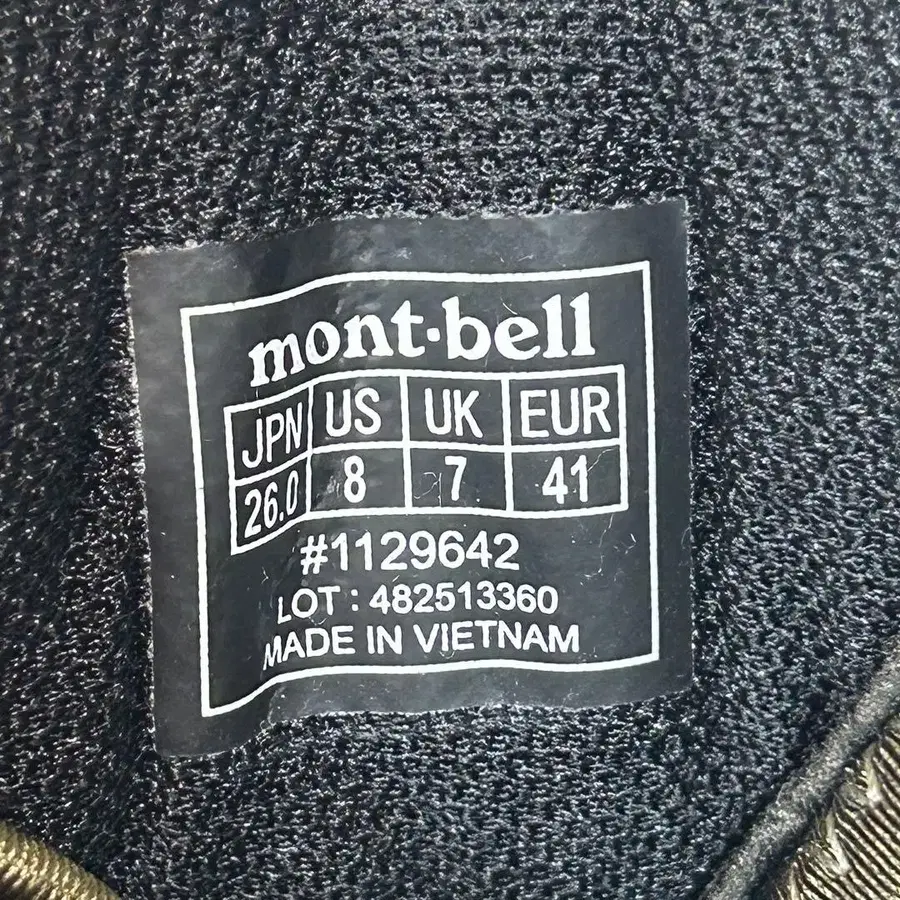 mont-bell
JPN US UK EUR
26.0 8 7 41
#1129642
LOT : 482513360
MADE IN VIETNAM